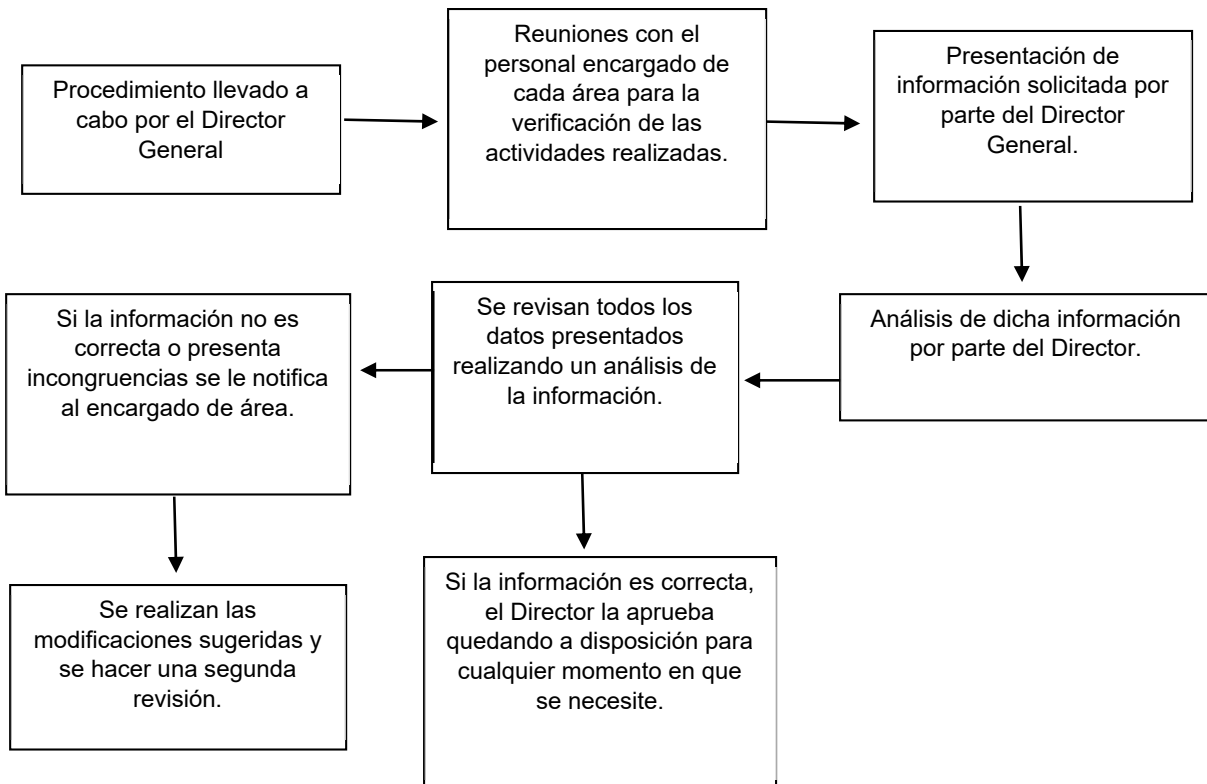 Procedimiento llevado a
cabo por el Director
General
Reuniones con el
personal encargado de
cada área para la
verificación de las
actividades realizadas.
Presentación de
información solicitada por
parte del Director
General.
Análisis de dicha información
por parte del Director.
Se revisan todos los
datos presentados
realizando un análisis de
la información.
Si la información no es
correcta o presenta
incongruencias se le notifica
al encargado de área.
Se realizan las
modificaciones sugeridas y
se hacer una segunda
revisión.
Si la información es correcta,
el Director la aprueba
quedando a disposición para
cualquier momento en que
se necesite.